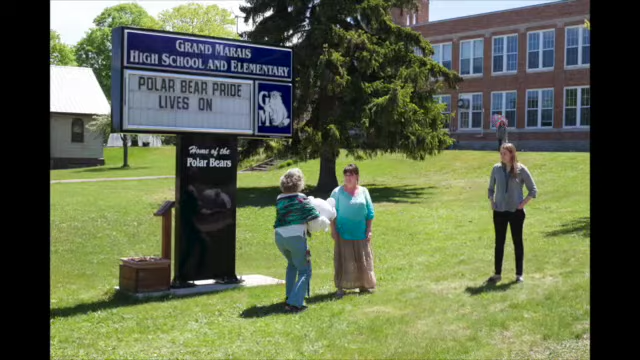 Grand Marais
High School and Elementary
POLAR BEAR PRIDE
LIVES ON
GM
Home of the
Polar Bears